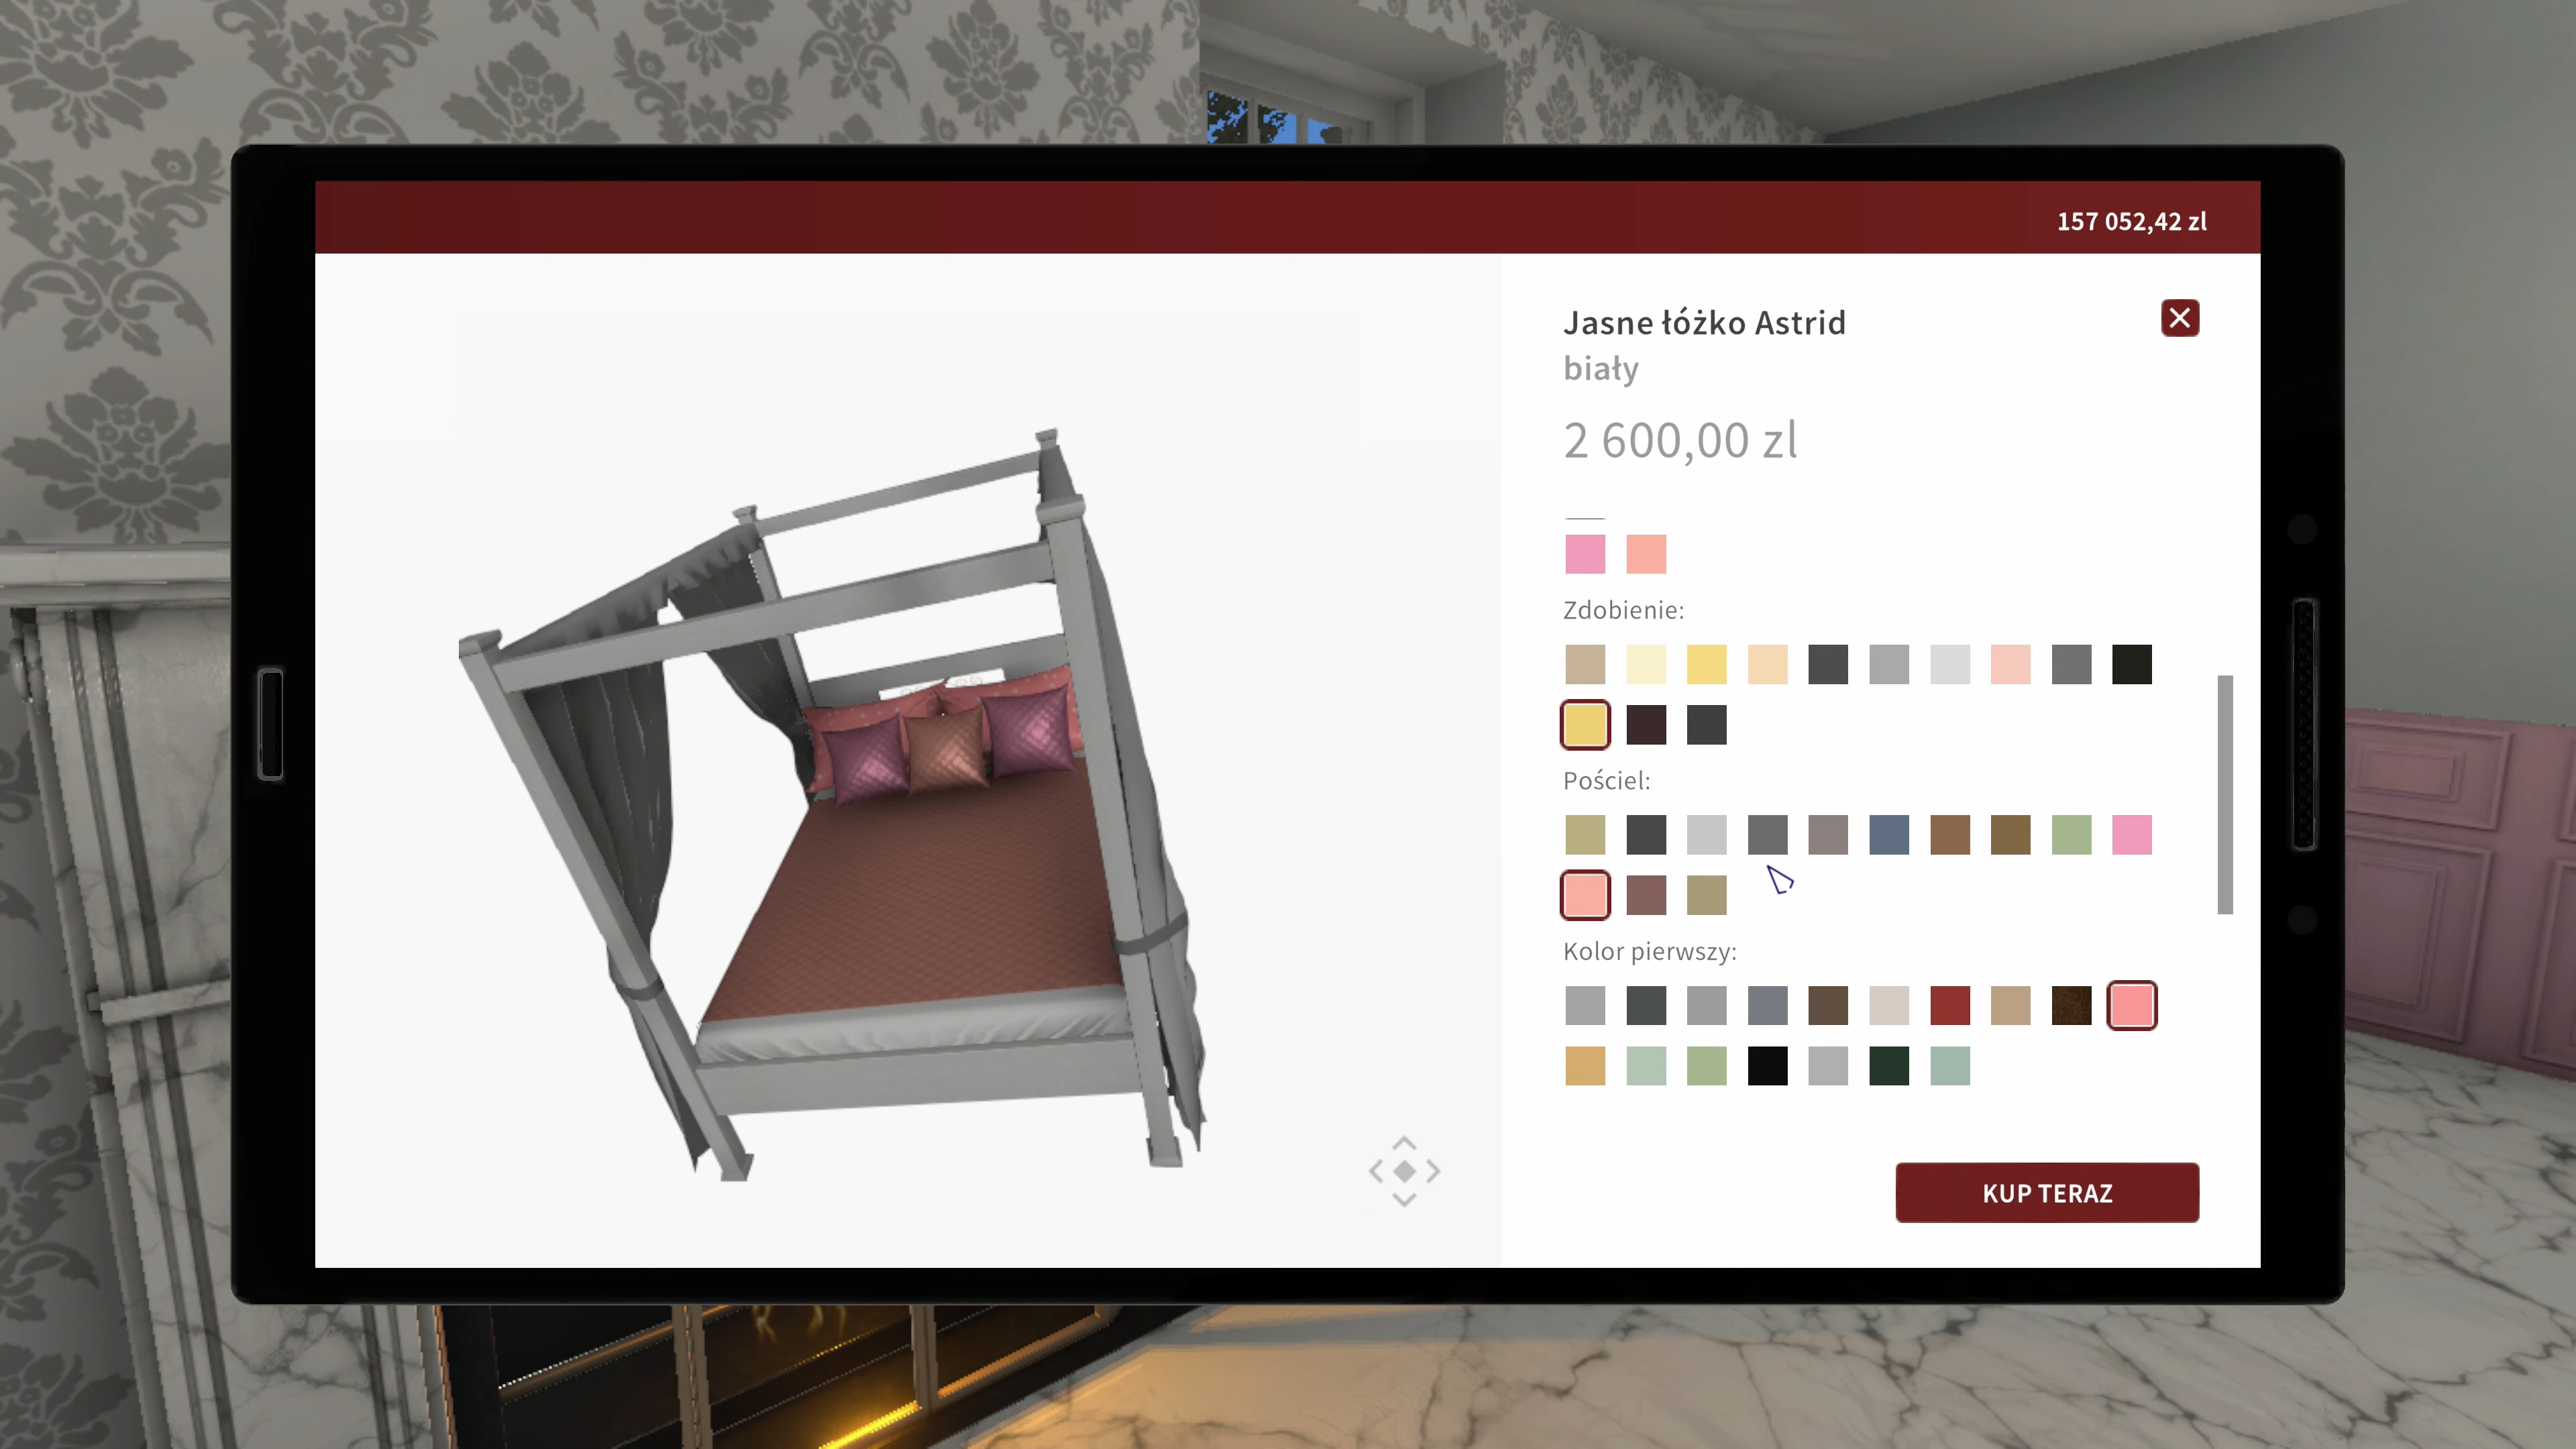 157 052,42 zl
Jasne łóżko Astrid
biały
2 600,00 zl
Zdobienie:
Pościel:
Kolor pierwszy:
KUP TERAZ